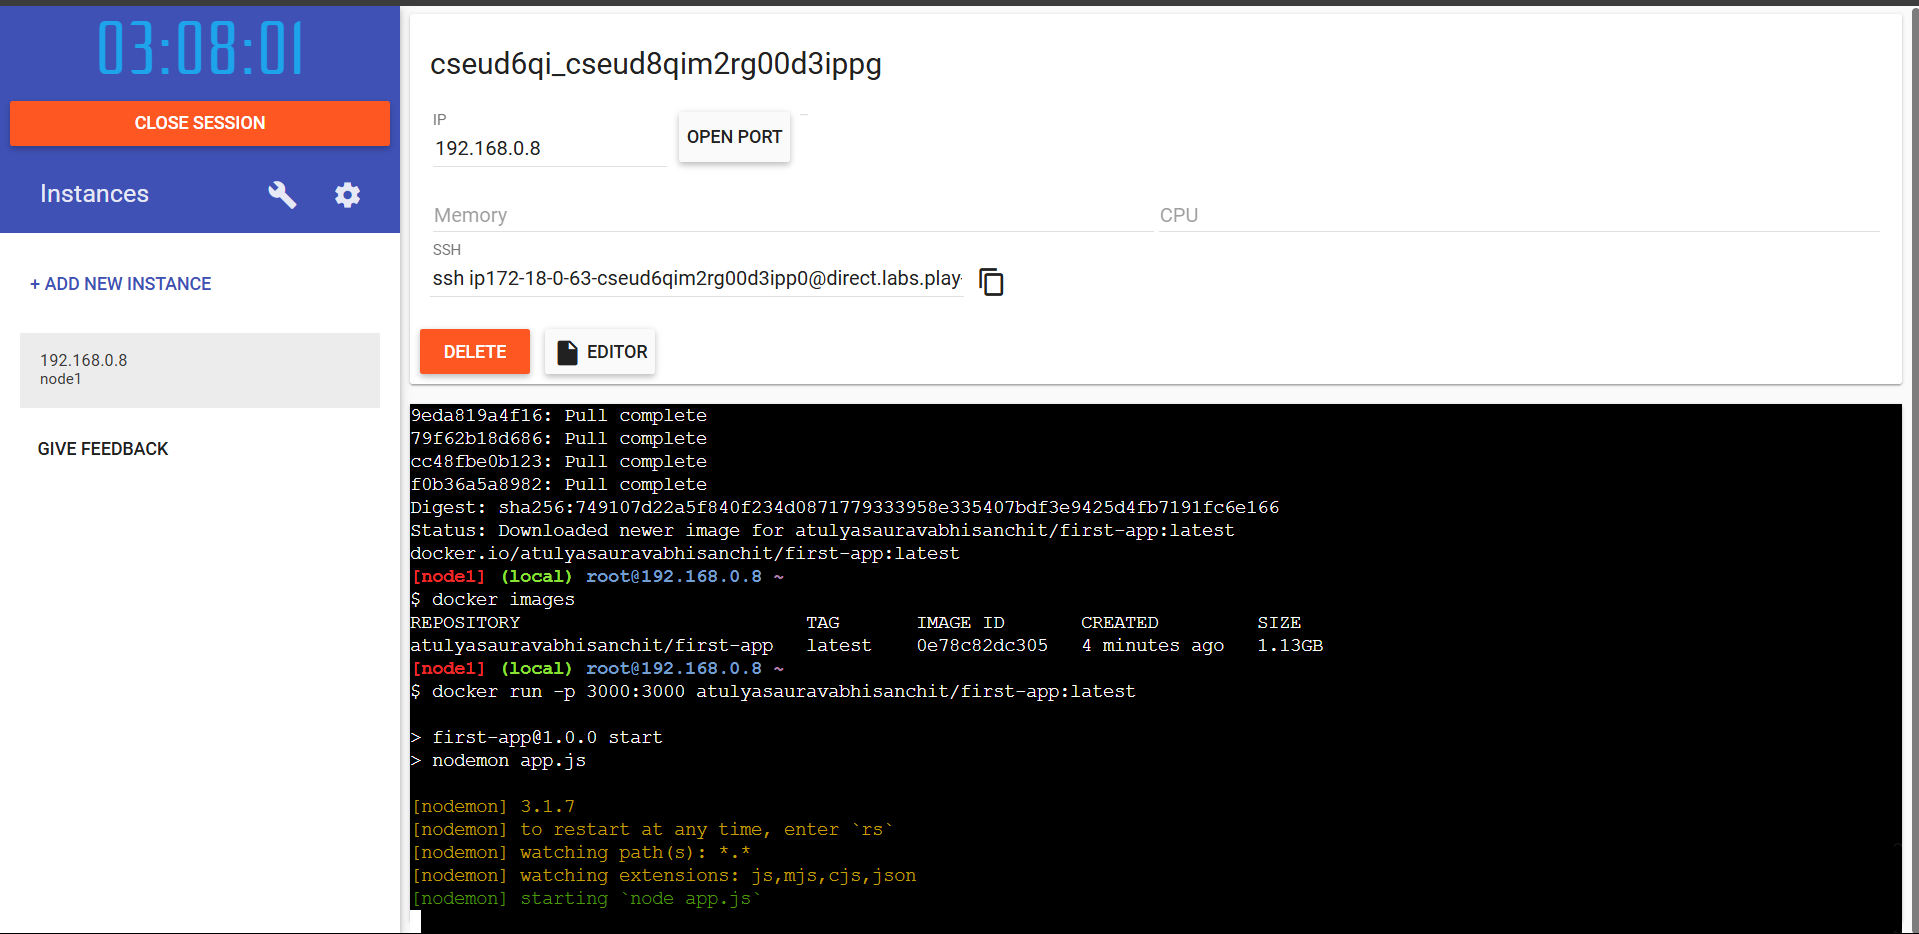 03:08:01
CLOSE SESSION
Instances
+ ADD NEW INSTANCE
192.168.0.8
node1
GIVE FEEDBACK
cseud6qi_cseud8qim2rg00d3ippg
IP
192.168.0.8
OPEN PORT
Memory
CPU
SSH
ssh ip172-18-0-63-cseud6qim2rg00d3ipp0@direct.labs.play-
DELETE
EDITOR
9eda819a4f16: Pull complete
79f62b18d686: Pull complete
cc48fbe0b123: Pull complete
f0b36a5a8982: Pull complete
Digest: sha256:749107d22a5f840f234d0871779333958e335407bdf3e9425d4fb7191fc6e166
Status: Downloaded newer image for atulyasauravabhisanchit/first-app:latest
docker.io/atulyasauravabhisanchit/first-app:latest
[node1] (local) root@192.168.0.8 ~
$ docker images
REPOSITORY TAG IMAGE ID CREATED SIZE
atulyasauravabhisanchit/first-app latest 0e78c82dc305 4 minutes ago 1.13GB
[node1] (local) root@192.168.0.8 ~
$ docker run -p 3000:3000 atulyasauravabhisanchit/first-app:latest
> first-app@1.0.0 start
> nodemon app.js
[nodemon] 3.1.7
[nodemon] to restart at any time, enter `rs`
[nodemon] watching path(s): *.*
[nodemon] watching extensions: js,mjs,cjs,json
[nodemon] starting `node app.js`